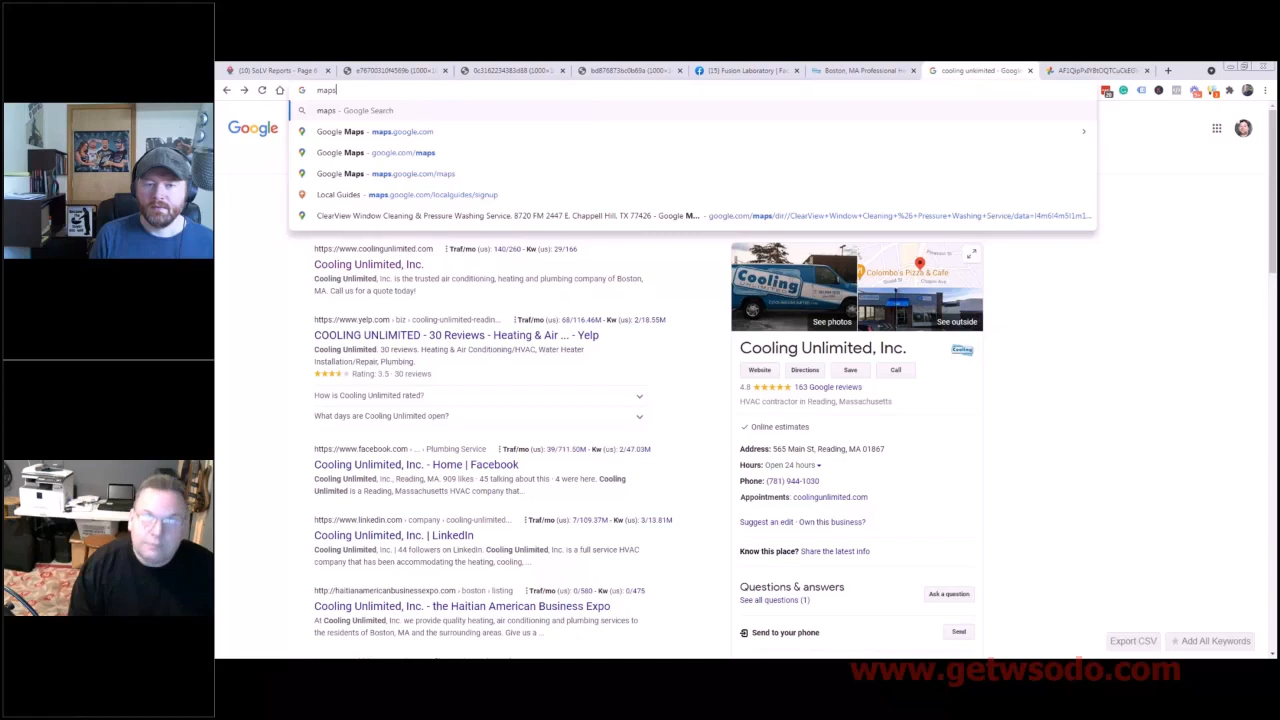 (10) SoLV Reports - Page 6
e76700310f4569b (1000×1
0c3162234383d88 (1000×1
bd876873bc0b69a (1000×1
(15) Fusion Laboratory | Fa
Boston, MA Professional H
cooling unkimited - Google
maps
maps - Google Search
Google Maps - maps.google.com
Google Maps - google.com/maps
Google Maps - maps.google.com/maps
Local Guides - maps.google.com/localguides/signup
ClearView Window Cleaning & Pressure Washing Service. 8720 FM 2447 E. Chappell Hill, TX 77426 - Google M... - google.com/maps/dir//ClearView+Window+Cleaning+%26+Pressure+Washing+Service/data=!4m6!4m5!1m1...
Google
https://www.coolingunlimited.com Traf/mo (us): 140/260 - Kw (us): 29/166
Cooling Unlimited, Inc.
Cooling Unlimited, Inc. is the trusted air conditioning, heating and plumbing company of Boston,
MA. Call us for a quote today!
https://www.yelp.com › biz › cooling-unlimited-readin... Traf/mo (us): 68/116.46M - Kw (us): 2/18.55M
COOLING UNLIMITED - 30 Reviews - Heating & Air ... - Yelp
Cooling Unlimited. 30 reviews. Heating & Air Conditioning/HVAC, Water Heater
Installation/Repair, Plumbing.
Rating: 3.5 · 30 reviews
How is Cooling Unlimited rated?
What days are Cooling Unlimited open?
https://www.facebook.com › ... › Plumbing Service Traf/mo (us): 39/711.50M - Kw (us): 2/47.03M
Cooling Unlimited, Inc. - Home | Facebook
Cooling Unlimited, Inc., Reading, MA. 909 likes · 45 talking about this · 4 were here. Cooling
Unlimited is a Reading, Massachusetts HVAC company that...
https://www.linkedin.com › company › cooling-unlimited... Traf/mo (us): 7/109.37M - Kw (us): 3/13.81M
Cooling Unlimited, Inc. | LinkedIn
Cooling Unlimited, Inc. | 44 followers on LinkedIn. Cooling Unlimited, Inc. is a full service HVAC
company that has been accommodating the heating, cooling, ...
http://haitianamericanbusinessexpo.com › boston › listing Traf/mo (us): 0/580 - Kw (us): 0/475
Cooling Unlimited, Inc. - the Haitian American Business Expo
At Cooling Unlimited, Inc. we provide quality heating, air conditioning and plumbing services to
the residents of Boston, MA and the surrounding areas. Give us a ...
Cooling
Colombo's Pizza & Cafe
See photos
See outside
Cooling Unlimited, Inc.
Cooling
Website
Directions
Save
Call
4.8 163 Google reviews
HVAC contractor in Reading, Massachusetts
Online estimates
Address: 565 Main St, Reading, MA 01867
Hours: Open 24 hours
Phone: (781) 944-1030
Appointments: coolingunlimited.com
Suggest an edit · Own this business?
Know this place? Share the latest info
Questions & answers
See all questions (1)
Ask a question
Send to your phone
Send
Export CSV
Add All Keywords
www.getwsodo.com